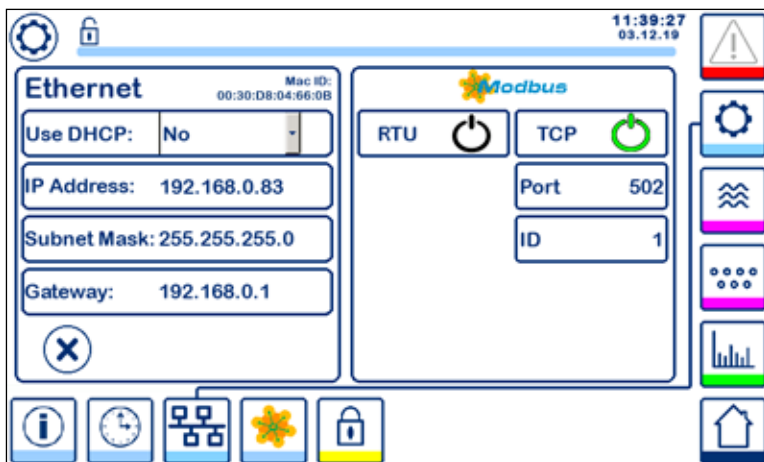 11:39:27
03.12.19
Ethernet
Mac ID:
00:30:D8:04:66:0B
Use DHCP: No
IP Address: 192.168.0.83
Subnet Mask: 255.255.255.0
Gateway: 192.168.0.1
Modbus
RTU TCP
Port 502
ID 1